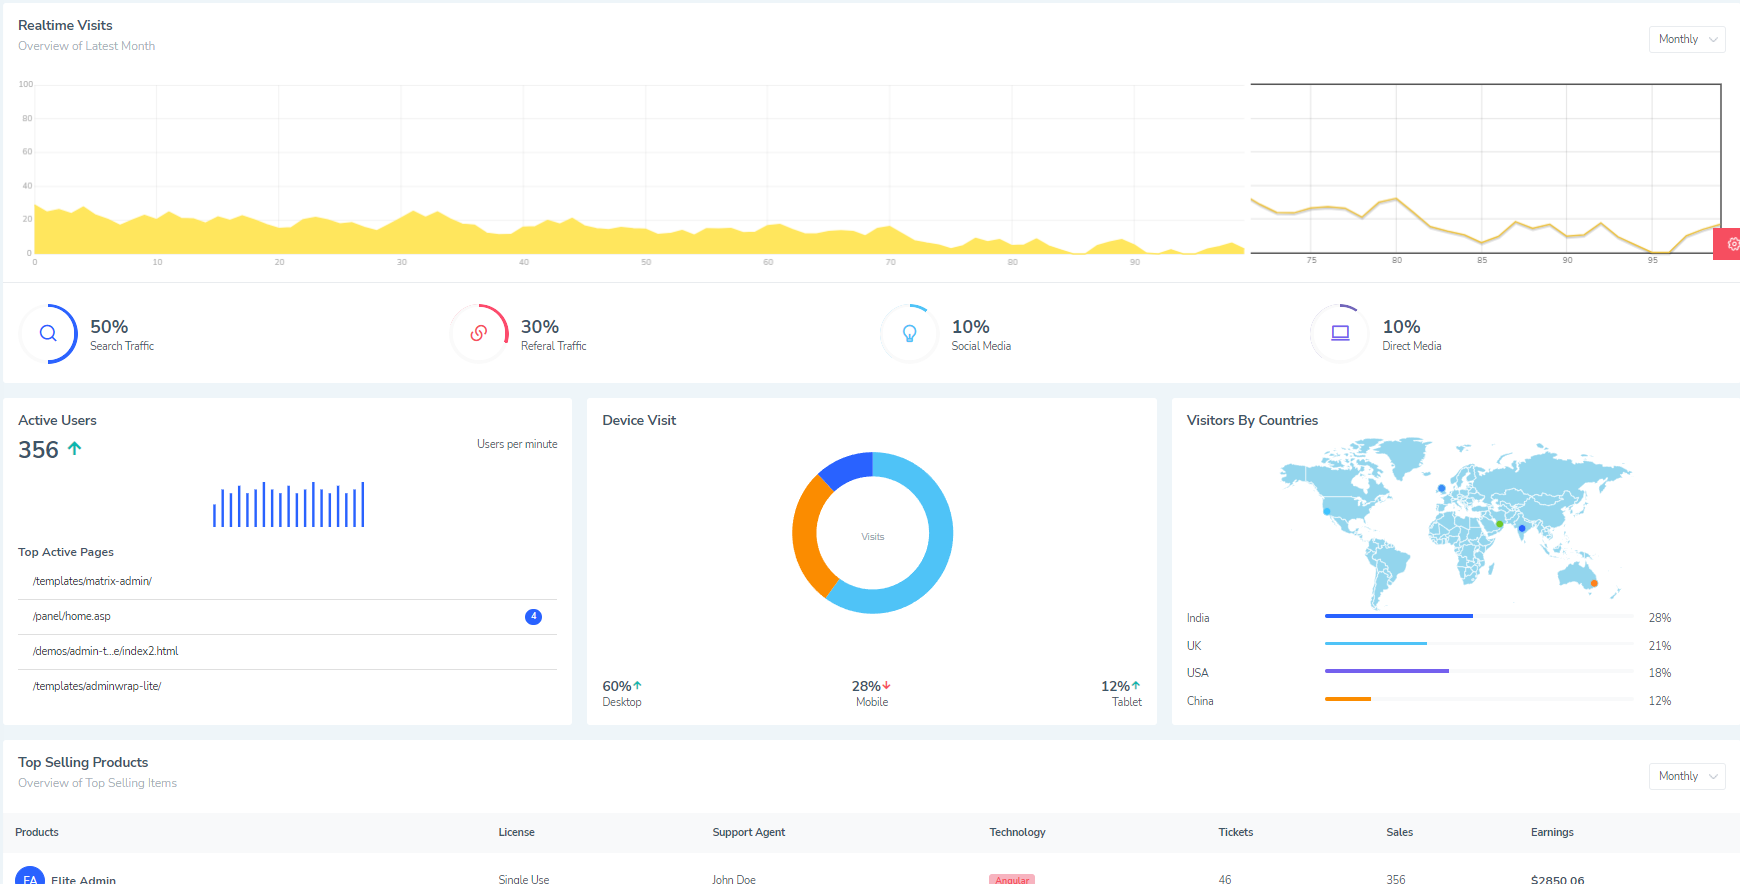 Realtime Visits
Overview of Latest Month
Monthly
100
80
60
40
20
0
0 10 20 30 40 50 60 70 80 90
75 80 85 90 95
50%
Search Traffic
30%
Referal Traffic
10%
Social Media
10%
Direct Media
Active Users
356
Users per minute
Top Active Pages
/templates/matrix-admin/
/panel/home.asp 4
/demos/admin-t...e/index2.html
/templates/adminwrap-lite/
Device Visit
Visits
60%
Desktop
28%
Mobile
12%
Tablet
Visitors By Countries
India 28%
UK 21%
USA 18%
China 12%
Top Selling Products
Overview of Top Selling Items
Monthly
Products License Support Agent Technology Tickets Sales Earnings
EA Elite Admin Single Use John Doe Angular 46 356 $2850.06